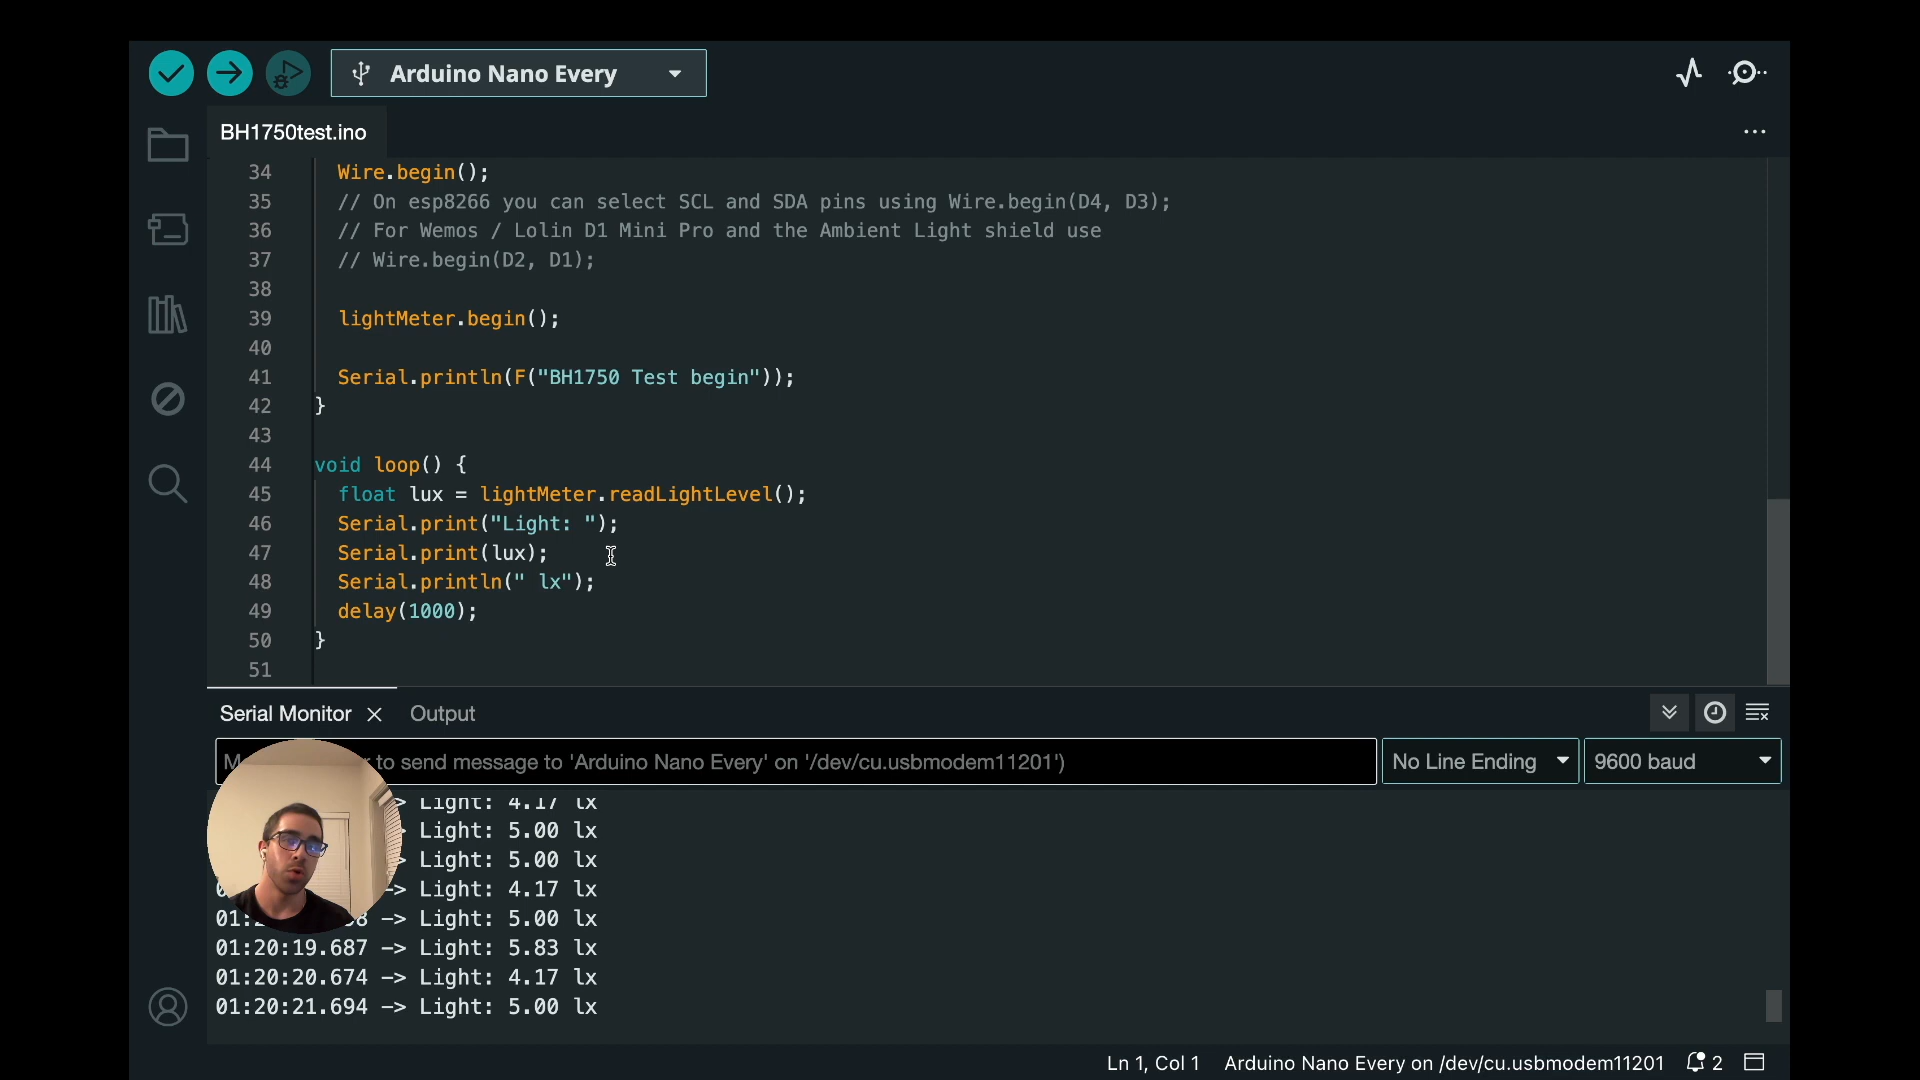 Arduino Nano Every
BH1750test.ino
34 Wire.begin();
35 // On esp8266 you can select SCL and SDA pins using Wire.begin(D4, D3);
36 // For Wemos / Lolin D1 Mini Pro and the Ambient Light shield use
37 // Wire.begin(D2, D1);
38
39 lightMeter.begin();
40
41 Serial.println(F("BH1750 Test begin"));
42 }
43
44 void loop() {
45 float lux = lightMeter.readLightLevel();
46 Serial.print("Light: ");
47 Serial.print(lux);
48 Serial.println(" lx");
49 delay(1000);
50 }
51
Serial Monitor Output
to send message to 'Arduino Nano Every' on '/dev/cu.usbmodem11201') No Line Ending 9600 baud
Light: 4.17 lx
Light: 5.00 lx
Light: 5.00 lx
-> Light: 4.17 lx
-> Light: 5.00 lx
01:20:19.687 -> Light: 5.83 lx
01:20:20.674 -> Light: 4.17 lx
01:20:21.694 -> Light: 5.00 lx
Ln 1, Col 1 Arduino Nano Every on /dev/cu.usbmodem11201 2